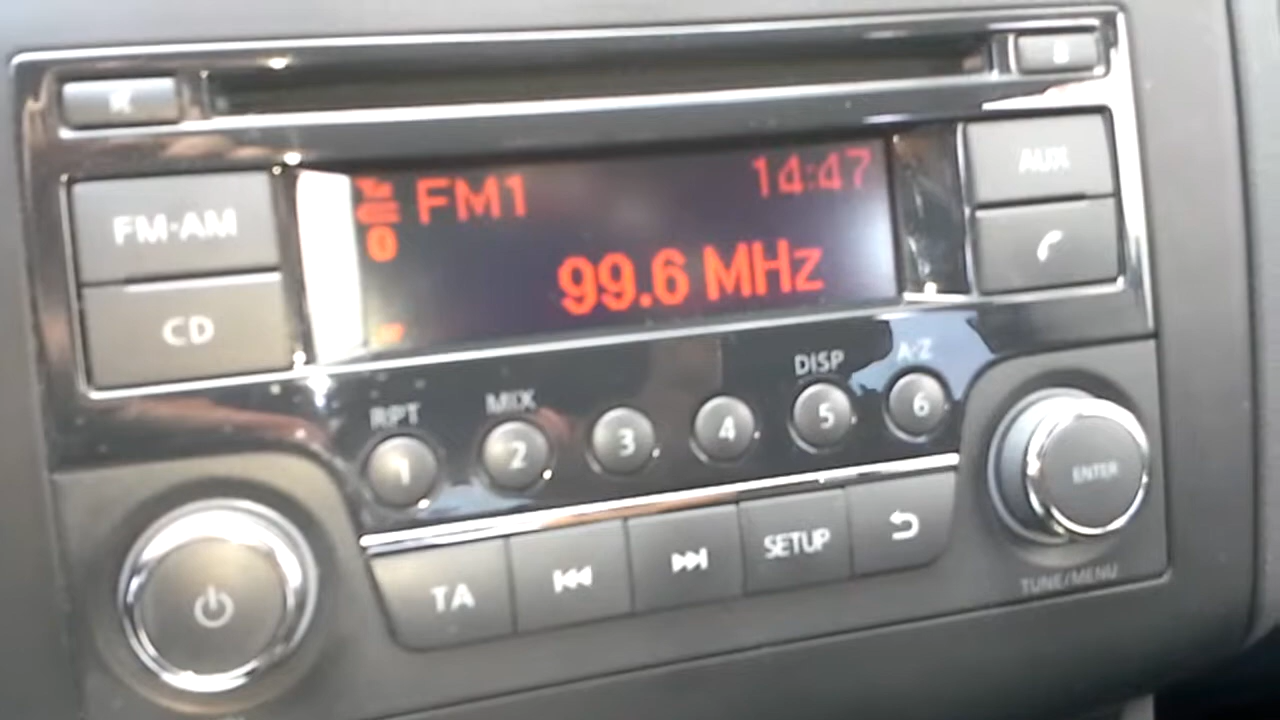 FM-AM
CD
FM1
14:47
0
99.6 MHz
AUX
RPT
MIX
DISP
A-Z
1
2
3
4
5
6
TA
SETUP
ENTER
TUNE/MENU